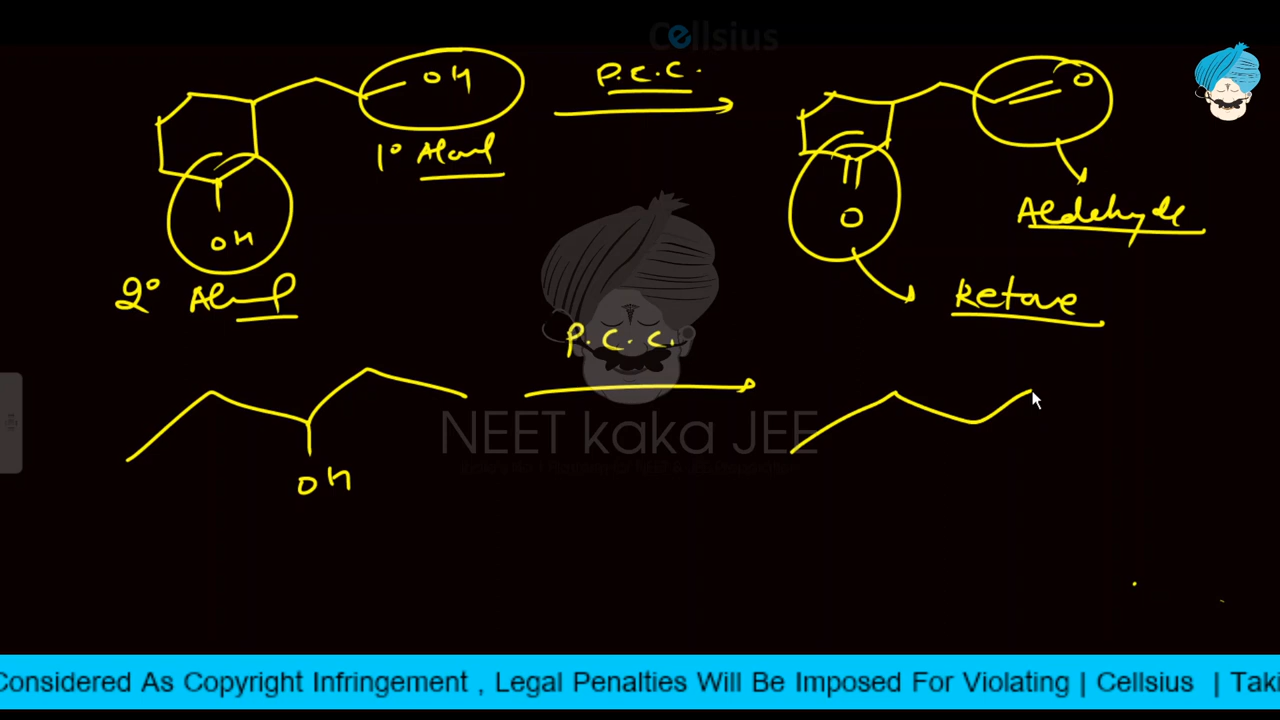 Cellsius
OH
P.C.C.
O
1° Alcohol
Aldehyde
OH
O
2° Alcohol
Ketone
P.C.C.
NEET kaka JEE
OH
Considered As Copyright Infringement , Legal Penalties Will Be Imposed For Violating | Cellsius | Taki